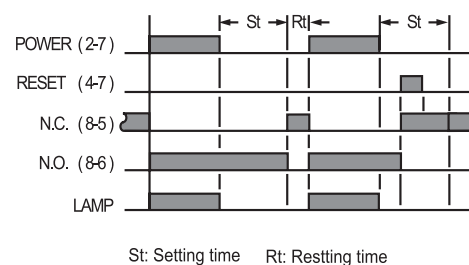 St Rt St
POWER (2-7)
RESET (4-7)
N.C. (8-5)
N.O. (8-6)
LAMP
St: Setting time Rt: Restting time